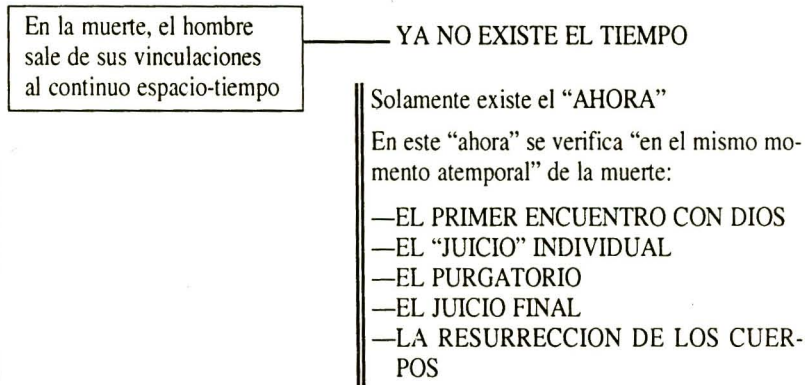 En la muerte, el hombre
sale de sus vinculaciones
al continuo espacio-tiempo
YA NO EXISTE EL TIEMPO
Solamente existe el “AHORA”
En este “ahora” se verifica “en el mismo mo-
mento atemporal” de la muerte:
—EL PRIMER ENCUENTRO CON DIOS
—EL “JUICIO” INDIVIDUAL
—EL PURGATORIO
—EL JUICIO FINAL
—LA RESURRECCION DE LOS CUER-
POS